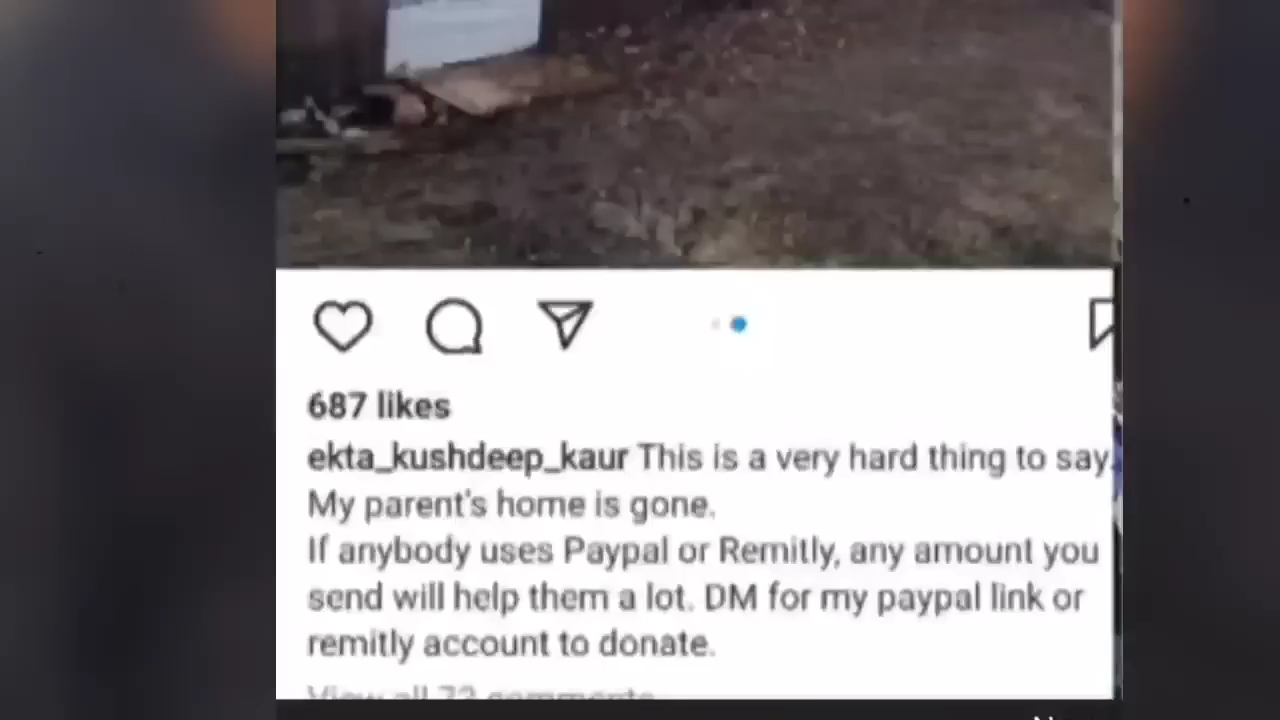 687 likes
ekta_kushdeep_kaur This is a very hard thing to say.
My parent's home is gone.
If anybody uses Paypal or Remitly, any amount you
send will help them a lot. DM for my paypal link or
remitly account to donate.
View all 73 comments